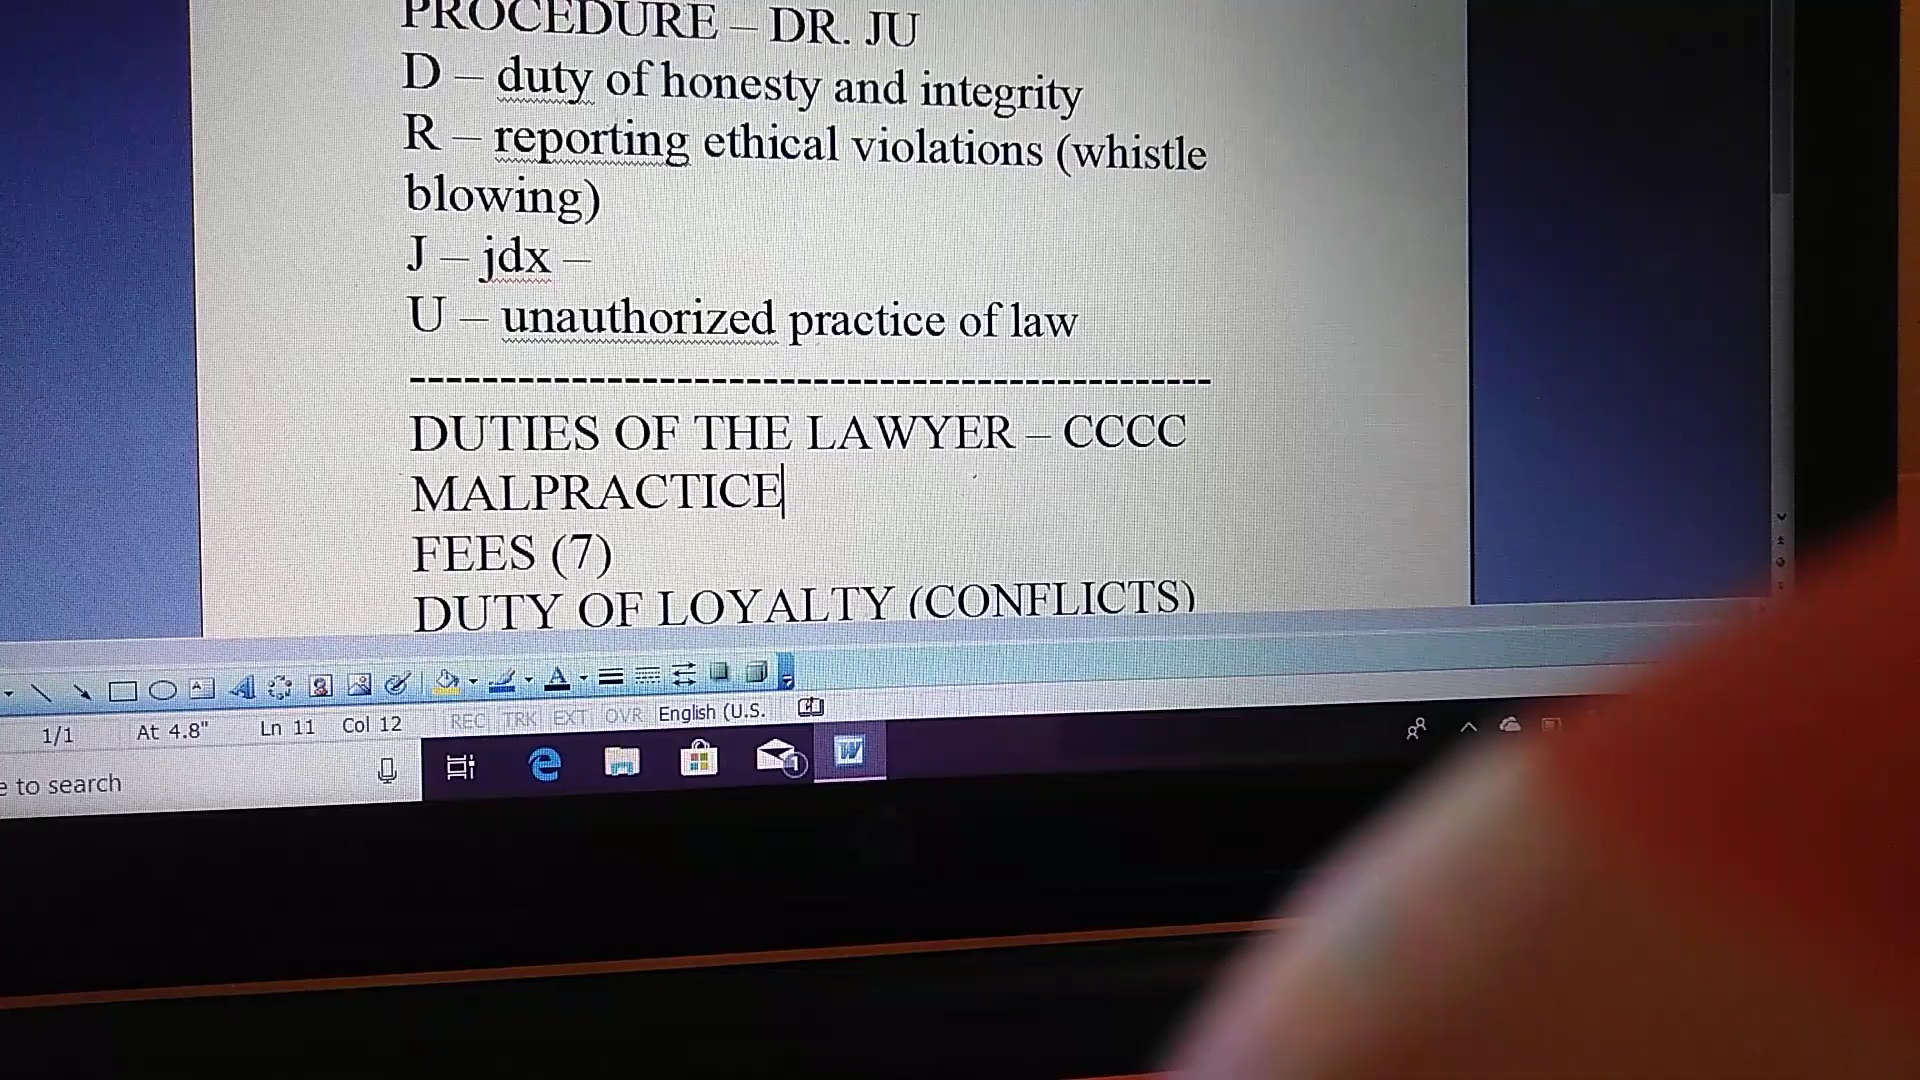 PROCEDURE – DR. JU
D – duty of honesty and integrity
R – reporting ethical violations (whistle
blowing)
J – jdx –
U – unauthorized practice of law
--------------------------------------------
DUTIES OF THE LAWYER – CCCC
MALPRACTICE
FEES (7)
DUTY OF LOYALTY (CONFLICTS)
1/1 At 4.8" Ln 11 Col 12 REC TRK EXT OVR English (U.S.
e to search